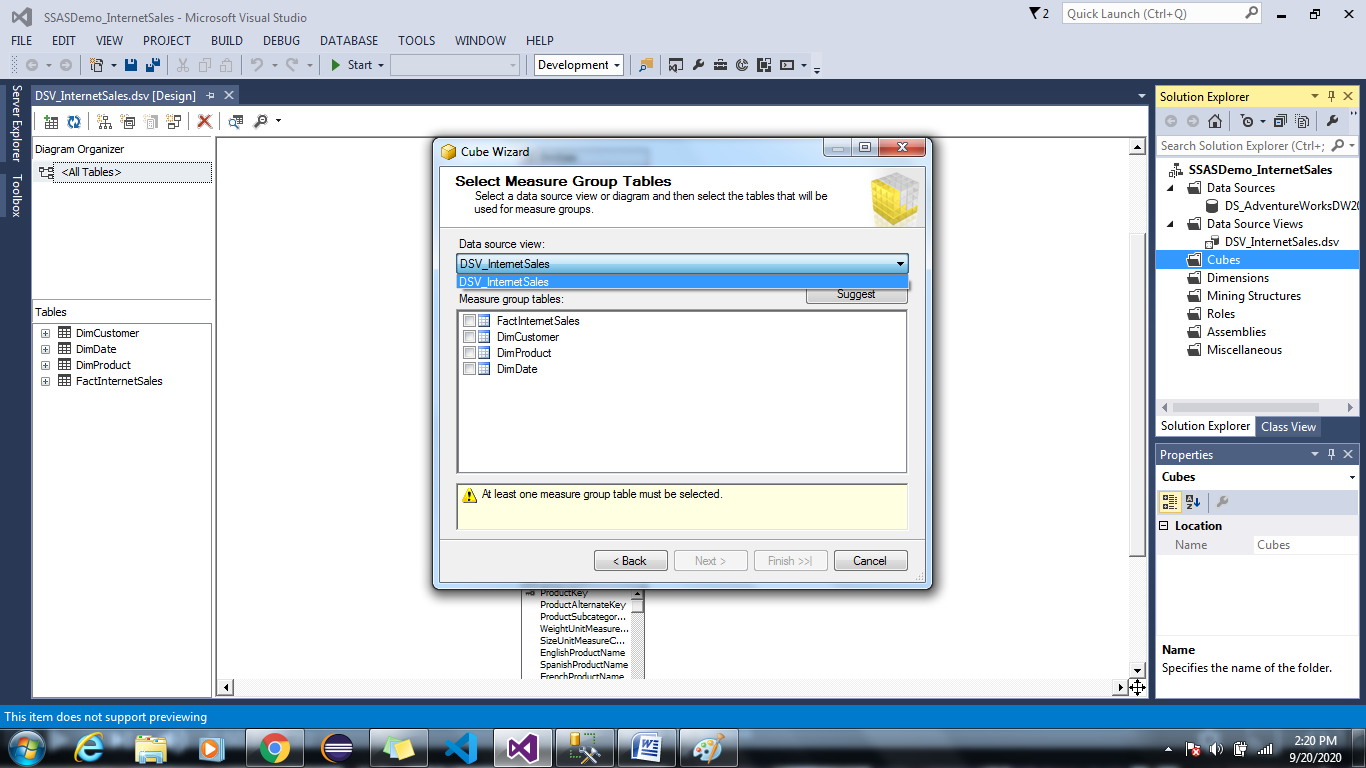 SSASDemo_InternetSales - Microsoft Visual Studio
2
Quick Launch (Ctrl+Q)
FILE EDIT VIEW PROJECT BUILD DEBUG DATABASE TOOLS WINDOW HELP
Start
Development
Server Explorer
Toolbox
DSV_InternetSales.dsv [Design]
Diagram Organizer
<All Tables>
Tables
DimCustomer
DimDate
DimProduct
FactInternetSales
Cube Wizard
Select Measure Group Tables
Select a data source view or diagram and then select the tables that will be
used for measure groups.
Data source view:
DSV_InternetSales
DSV_InternetSales
Suggest
Measure group tables:
FactInternetSales
DimCustomer
DimProduct
DimDate
At least one measure group table must be selected.
< Back Next > Finish >>| Cancel
ProductKey
ProductAlternateKey
ProductSubcategor...
WeightUnitMeasure...
SizeUnitMeasureC...
EnglishProductName
SpanishProductName
FrenchProductName
Solution Explorer
Search Solution Explorer (Ctrl+;
SSASDemo_InternetSales
Data Sources
DS_AdventureWorksDW20
Data Source Views
DSV_InternetSales.dsv
Cubes
Dimensions
Mining Structures
Roles
Assemblies
Miscellaneous
Solution Explorer Class View
Properties
Cubes
Location
Name Cubes
Name
Specifies the name of the folder.
This item does not support previewing
2:20 PM
9/20/2020